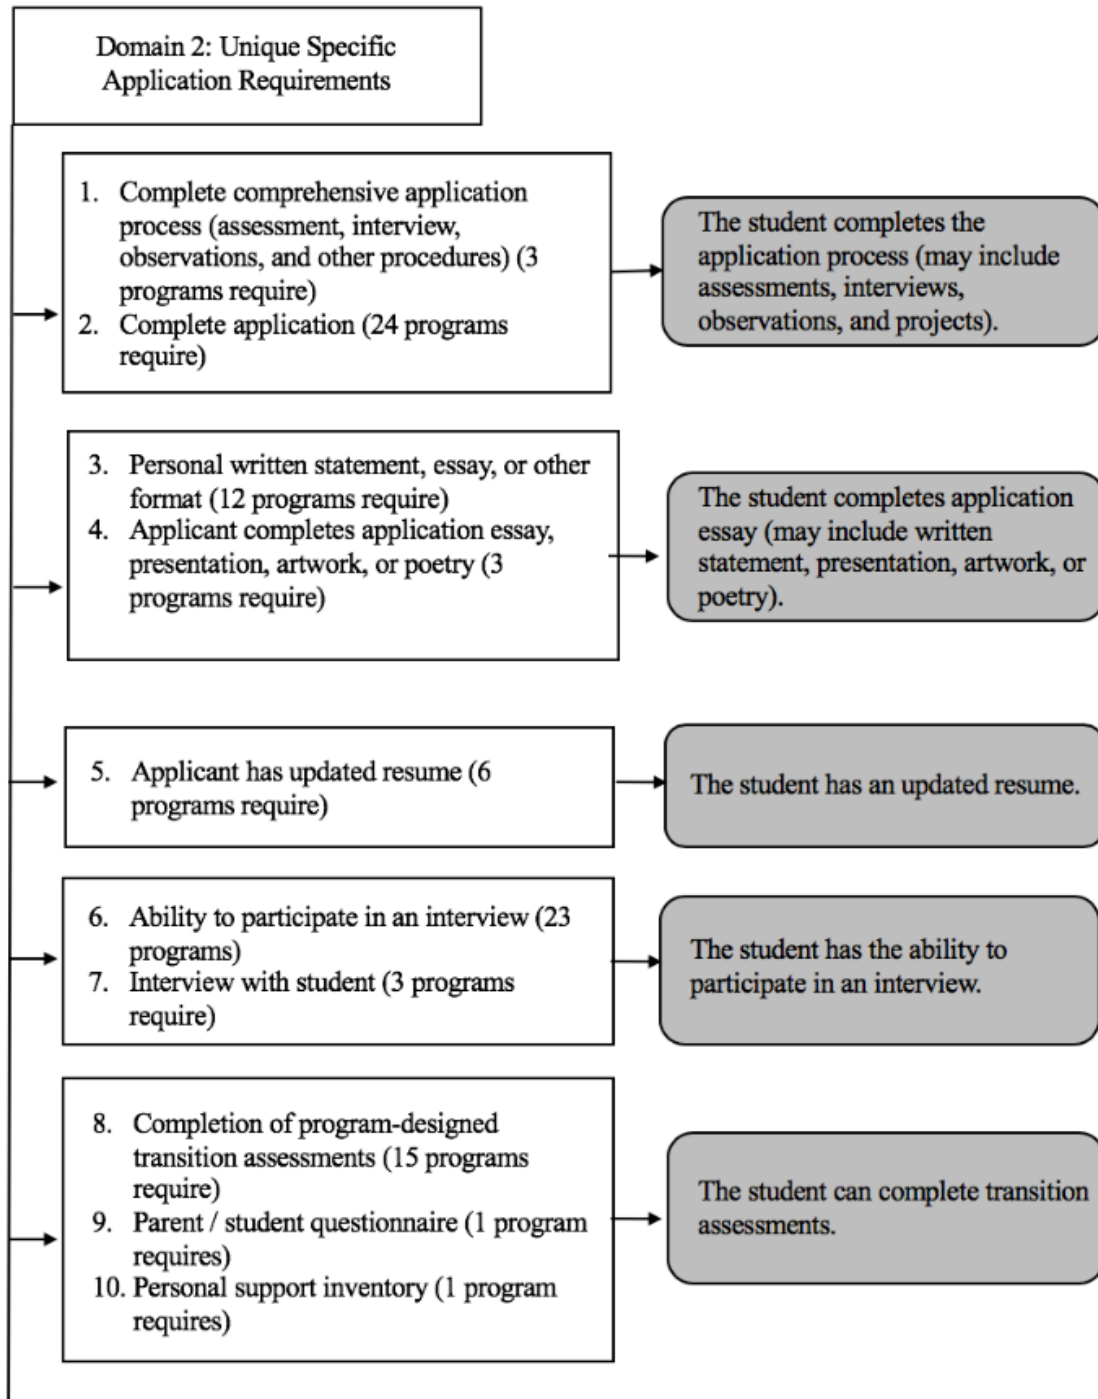 Domain 2: Unique Specific
Application Requirements
1. Complete comprehensive application
process (assessment, interview,
observations, and other procedures) (3
programs require)
2. Complete application (24 programs
require)
The student completes the
application process (may include
assessments, interviews,
observations, and projects).
3. Personal written statement, essay, or other
format (12 programs require)
4. Applicant completes application essay,
presentation, artwork, or poetry (3
programs require)
The student completes application
essay (may include written
statement, presentation, artwork, or
poetry).
5. Applicant has updated resume (6
programs require)
The student has an updated resume.
6. Ability to participate in an interview (23
programs)
7. Interview with student (3 programs
require)
The student has the ability to
participate in an interview.
8. Completion of program-designed
transition assessments (15 programs
require)
9. Parent / student questionnaire (1 program
requires)
10. Personal support inventory (1 program
requires)
The student can complete transition
assessments.